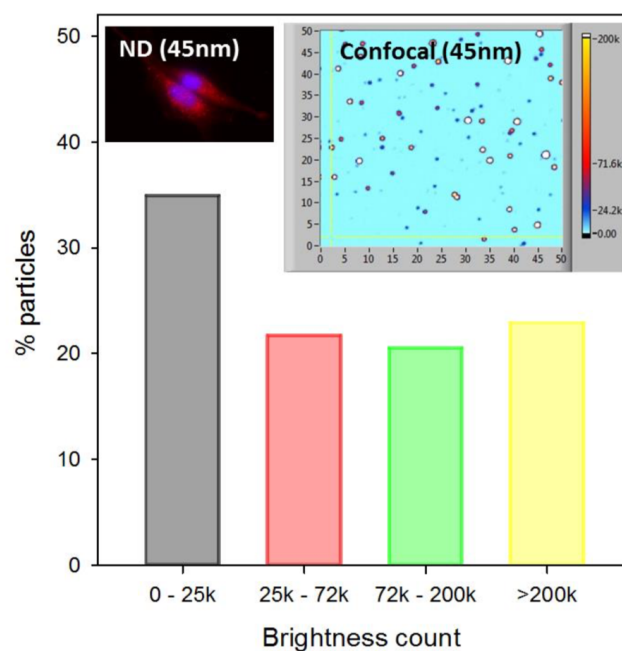 ND (45nm)
Confocal (45nm)
50
45
40
35
30
25
20
15
10
5
0
0 5 10 15 20 25 30 35 40 45 50
200k
71.6k
24.2k
0.00
50
40
30
20
10
0
% particles
0 - 25k 25k - 72k 72k - 200k >200k
Brightness count